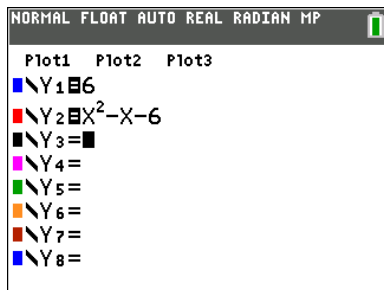 NORMAL FLOAT AUTO REAL RADIAN MP
Plot1 Plot2 Plot3
\Y₁=6
\Y₂=X²-X-6
\Y₃=
\Y₄=
\Y₅=
\Y₆=
\Y₇=
\Y₈=